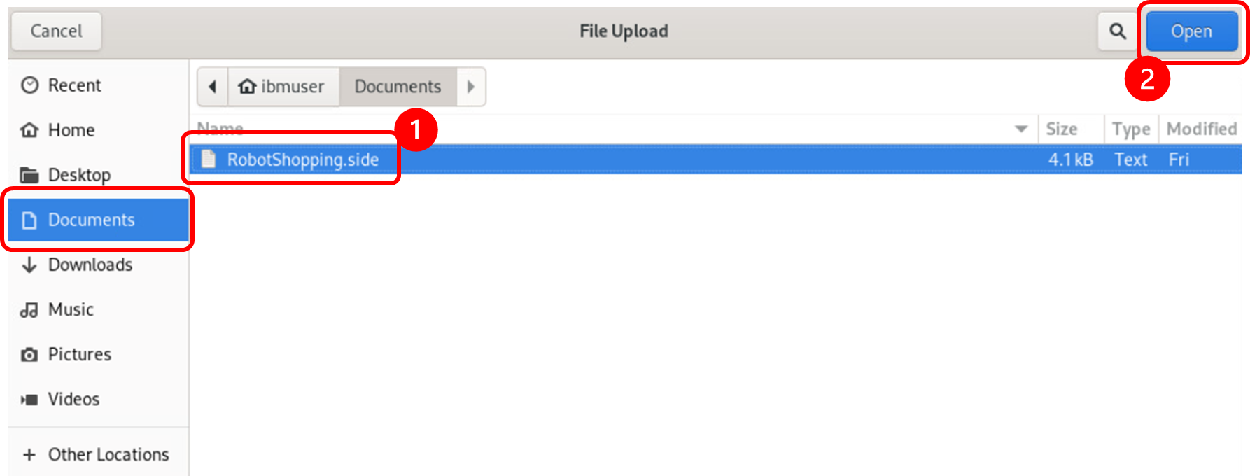 Cancel File Upload Open
2
Recent
ibmuser Documents
1
Home
Name Size Type Modified
RobotShopping.side 4.1 kB Text Fri
Desktop
Documents
Downloads
Music
Pictures
Videos
+ Other Locations